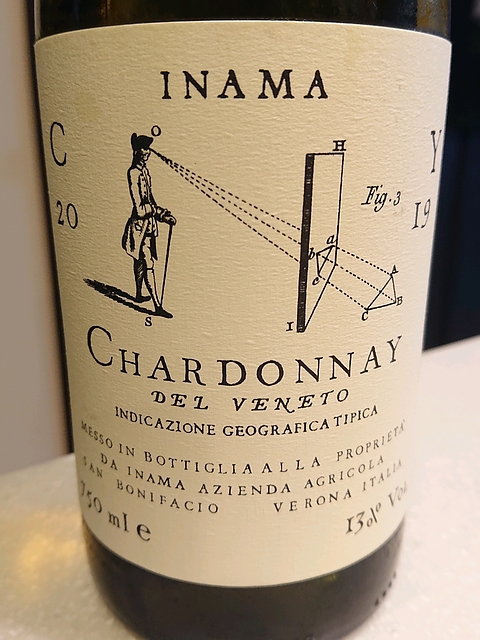 INAMA
C Y
20 19
O
H
Fig. 3
a
b
c
A
B
C
I
S
CHARDONNAY
DEL VENETO
INDICAZIONE GEOGRAFICA TIPICA
MESSO IN BOTTIGLIA ALLA PROPRIETA'
DA INAMA AZIENDA AGRICOLA
SAN BONIFACIO VERONA ITALIA
750 ml e 13% Vol